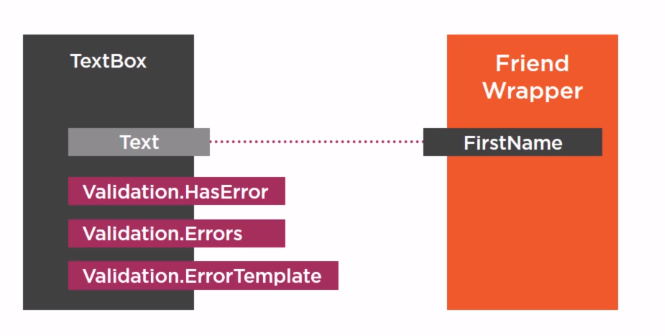 TextBox
Friend
Wrapper
Text
FirstName
Validation.HasError
Validation.Errors
Validation.ErrorTemplate